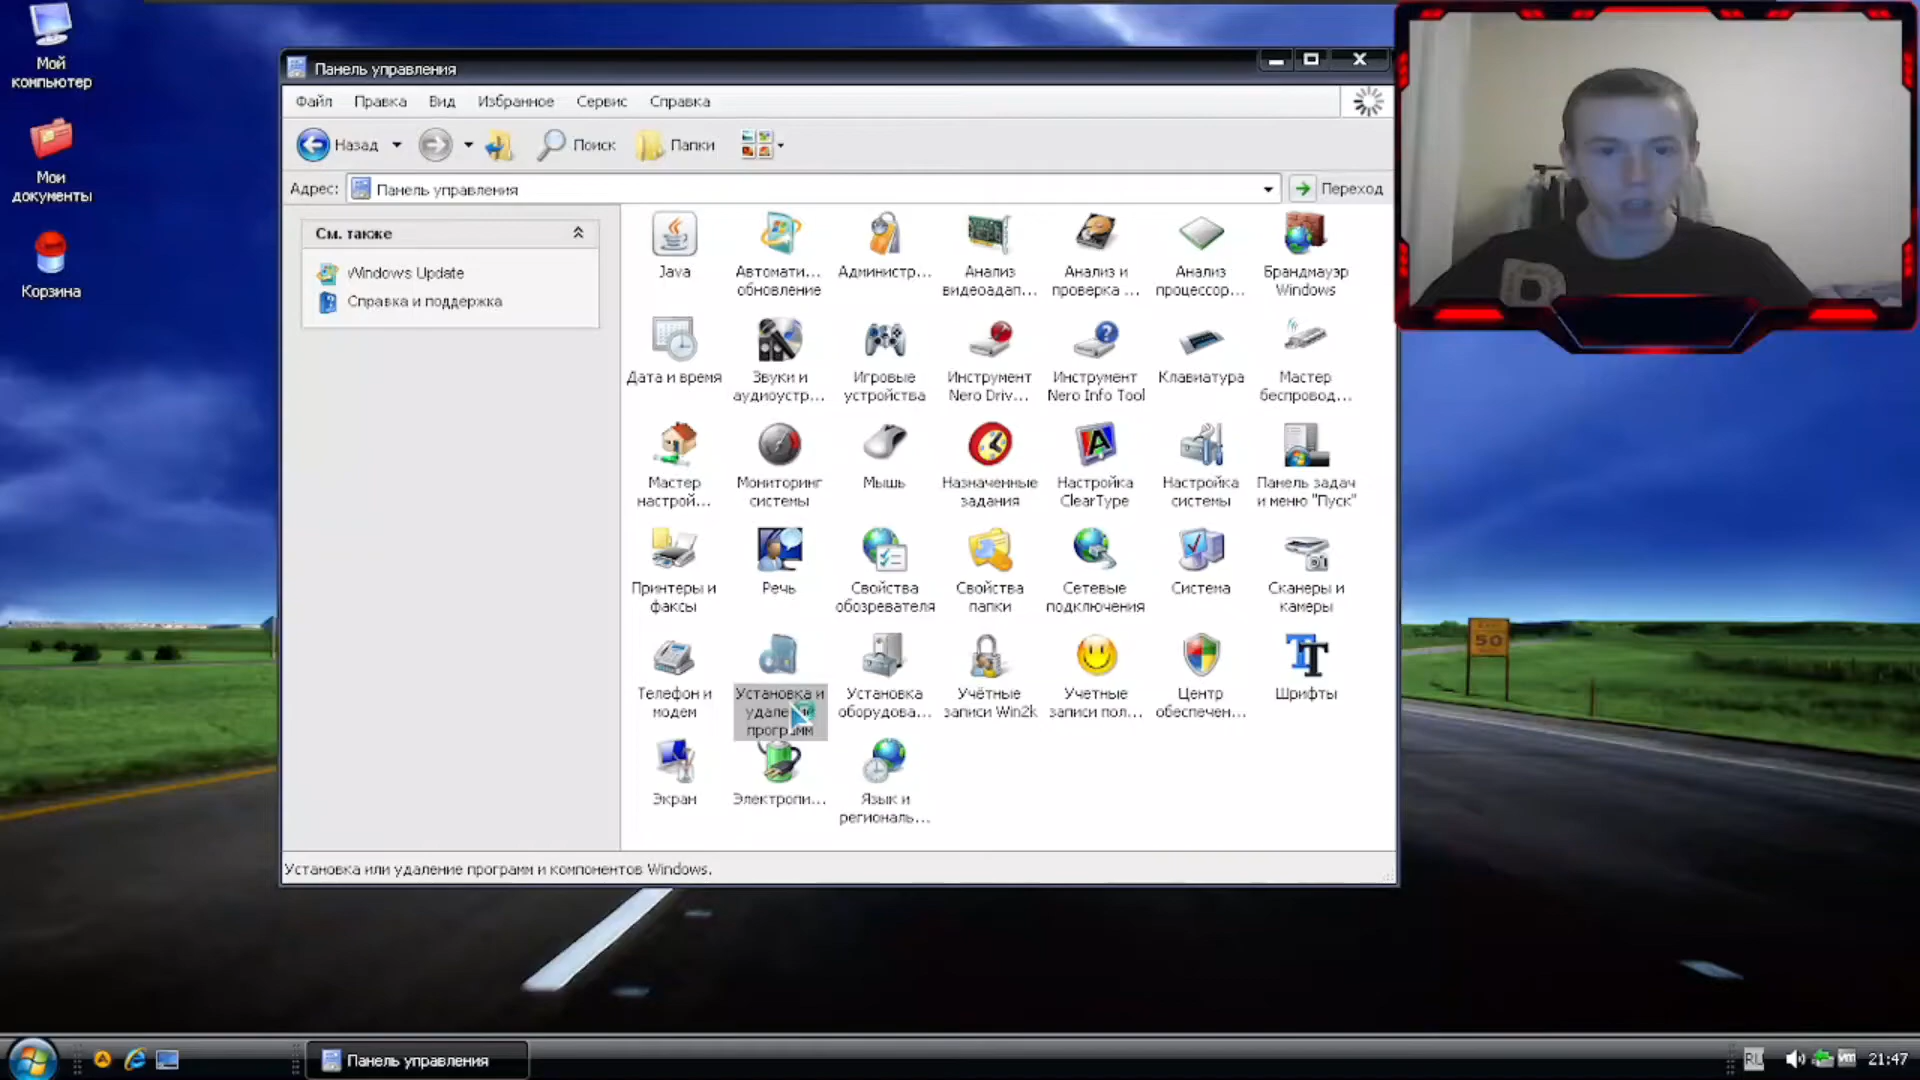 Мой
компьютер
Мои
документы
Корзина
Панель управления
Файл Правка Вид Избранное Сервис Справка
Назад Поиск Папки
Адрес: Панель управления Переход
См. также
Windows Update
Справка и поддержка
Java
Автомати...
обновление
Администр...
Анализ
видеоадап...
Анализ и
проверка ...
Анализ
процессор...
Брандмауэр
Windows
Дата и время
Звуки и
аудиоустр...
Игровые
устройства
Инструмент
Nero Driv...
Инструмент
Nero Info Tool
Клавиатура
Мастер
беспровод...
Мастер
настрой...
Мониторинг
системы
Мышь
Назначенные
задания
Настройка
ClearType
Настройка
системы
Панель задач
и меню "Пуск"
Принтеры и
факсы
Речь
Свойства
обозревателя
Свойства
папки
Сетевые
подключения
Система
Сканеры и
камеры
Телефон и
модем
Установка и
удаление
программ
Установка
оборудова...
Учётные
записи Win2k
Учетные
записи пол...
Центр
обеспечен...
Шрифты
Экран
Электропи...
Язык и
региональ...
Установка или удаление программ и компонентов Windows.
50
Панель управления
RU
vm
21:47